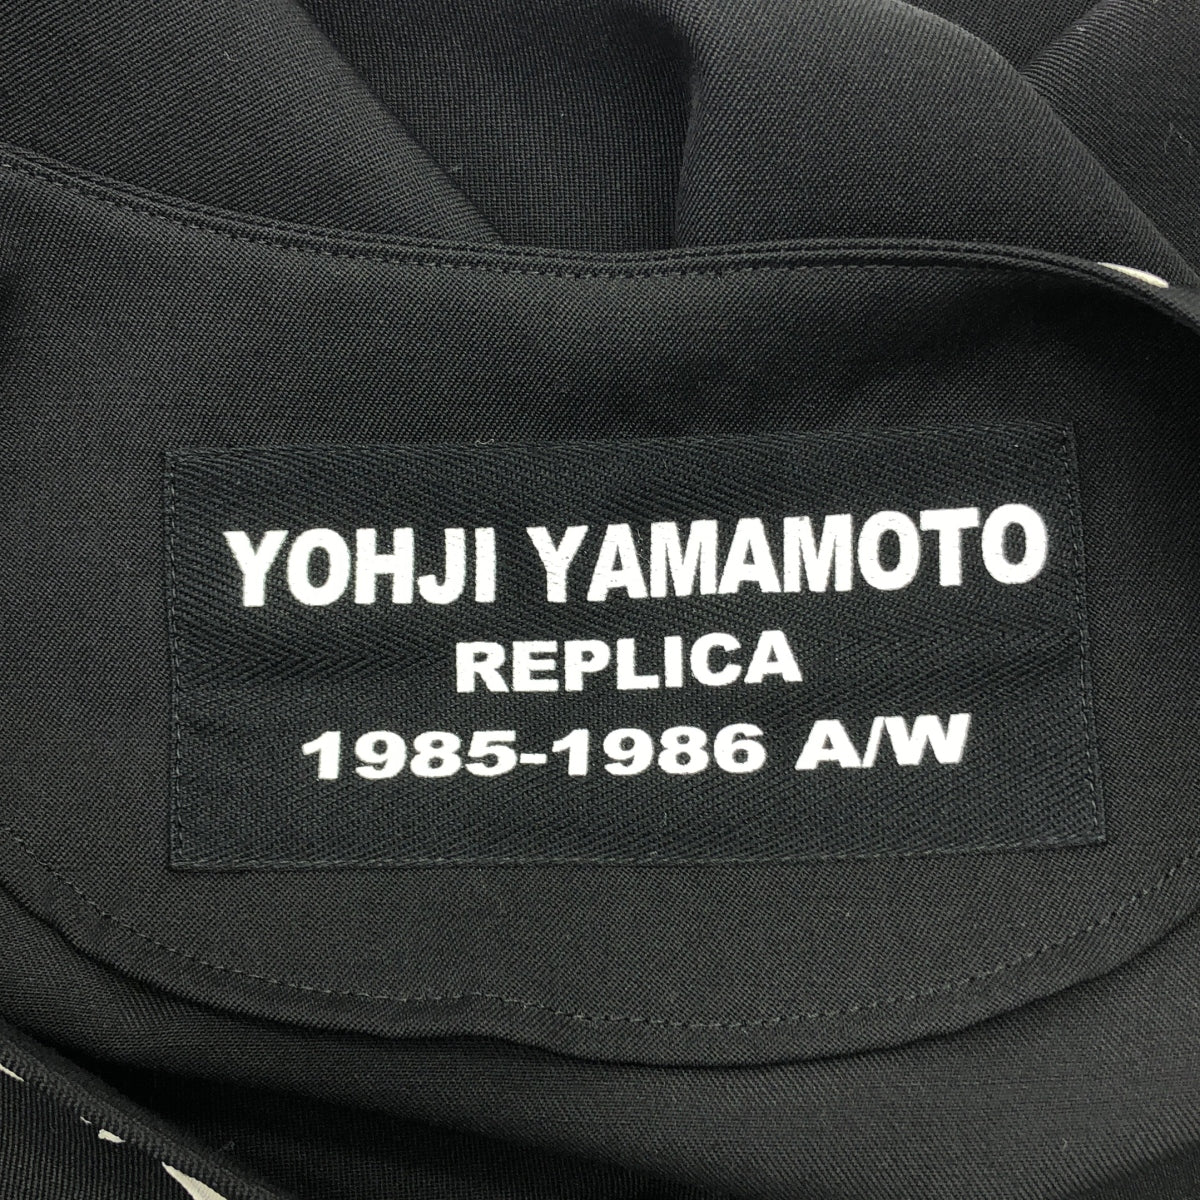 YOHJI YAMAMOTO
REPLICA
1985-1986 A/W